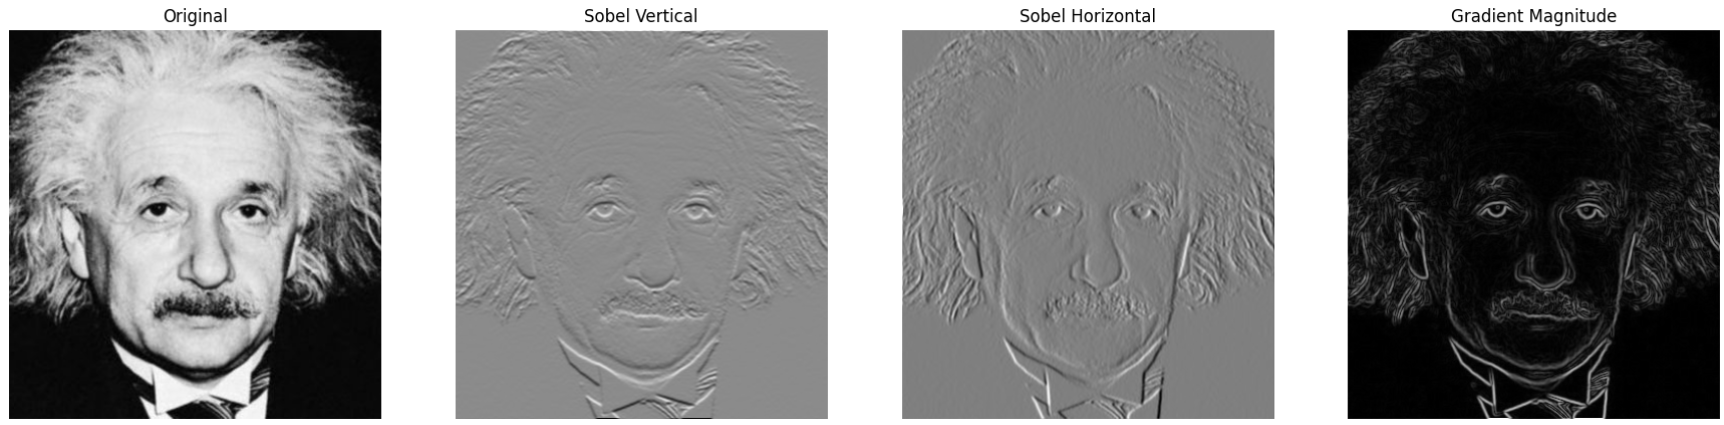 Original
Sobel Vertical
Sobel Horizontal
Gradient Magnitude